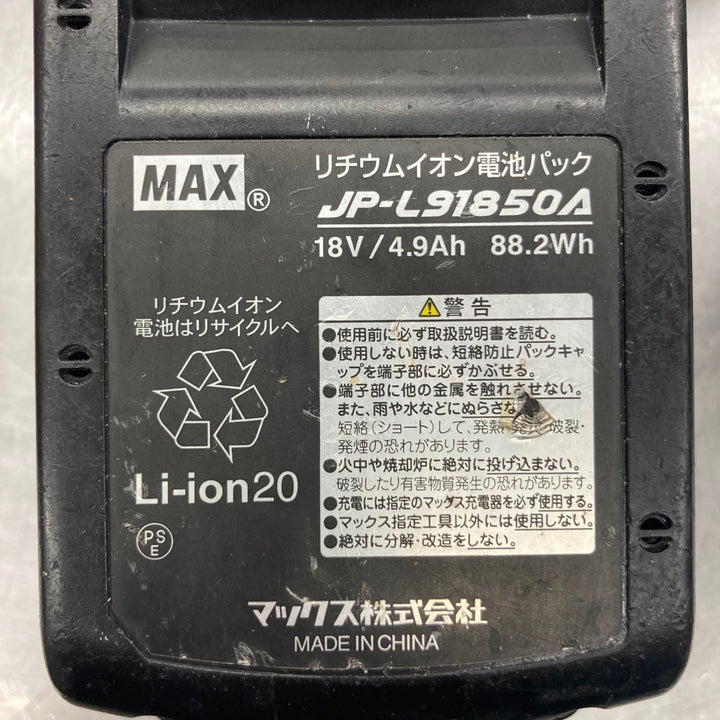 MAX®
リチウムイオン電池パック
JP-L91850A
18V/4.9Ah 88.2Wh
リチウムイオン
電池はリサイクルへ
Li-ion20
PS
E
⚠警告
●使用前に必ず取扱説明書を読む。
●使用しない時は、短絡防止パックキャ
ップを端子部に必ずかぶせる。
●端子部に他の金属を触れさせない。
また、雨や水などにぬらさな
短絡(ショート)して、発熱・発火・破裂・
発煙の恐れがあります。
●火中や焼却炉に絶対に投げ込まない。
破裂したり有害物質発生の恐れがあります。
●充電には指定のマックス充電器を必ず使用する。
●マックス指定工具以外には使用しない。
●絶対に分解・改造をしない。
マックス株式会社
MADE IN CHINA